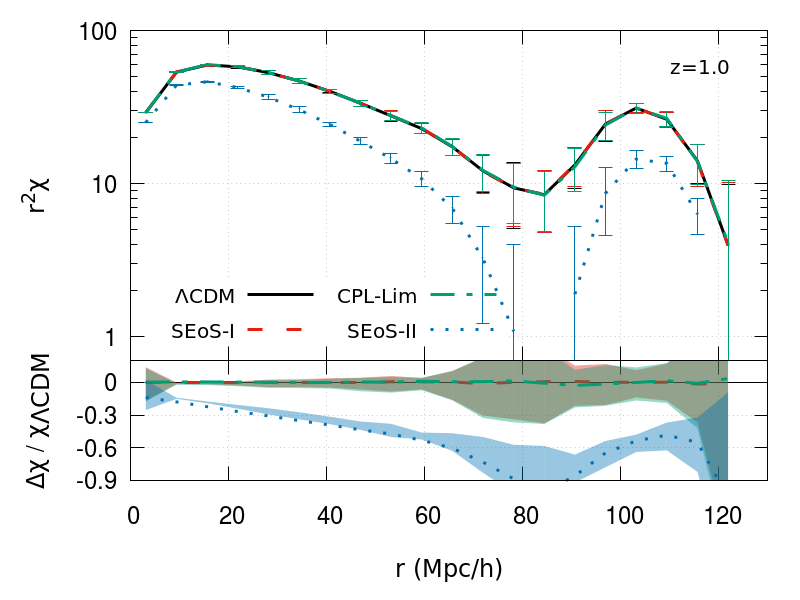 100
z=1.0
10
r²χ
ΛCDM
CPL-Lim
SEoS-I
SEoS-II
1
0
-0.3
-0.6
-0.9
Δχ / χΛCDM
0 20 40 60 80 100 120
r (Mpc/h)